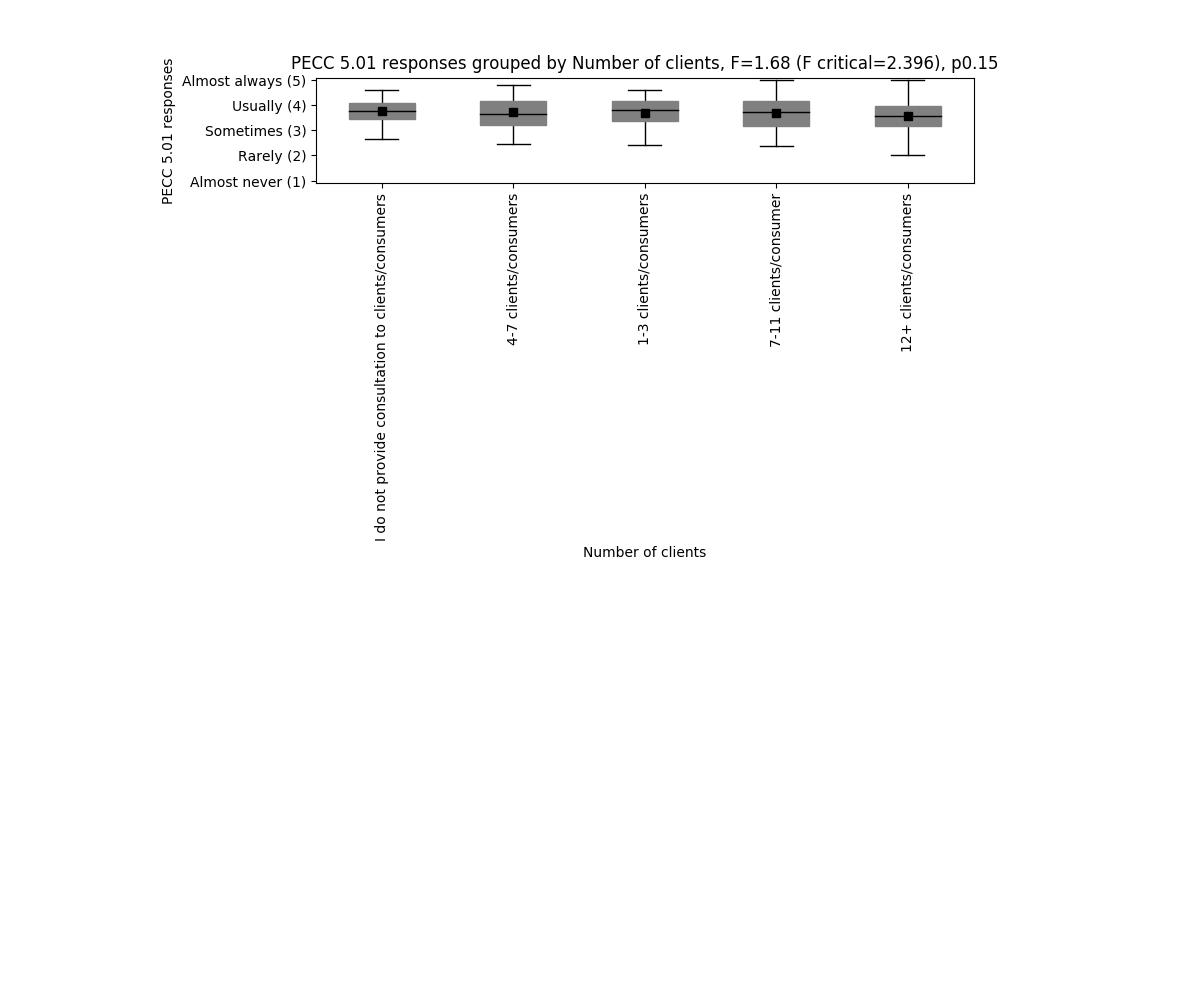 PECC 5.01 responses grouped by Number of clients, F=1.68 (F critical=2.396), p0.15
PECC 5.01 responses
Almost always (5)
Usually (4)
Sometimes (3)
Rarely (2)
Almost never (1)
I do not provide consultation to clients/consumers
4-7 clients/consumers
1-3 clients/consumers
7-11 clients/consumer
12+ clients/consumers
Number of clients